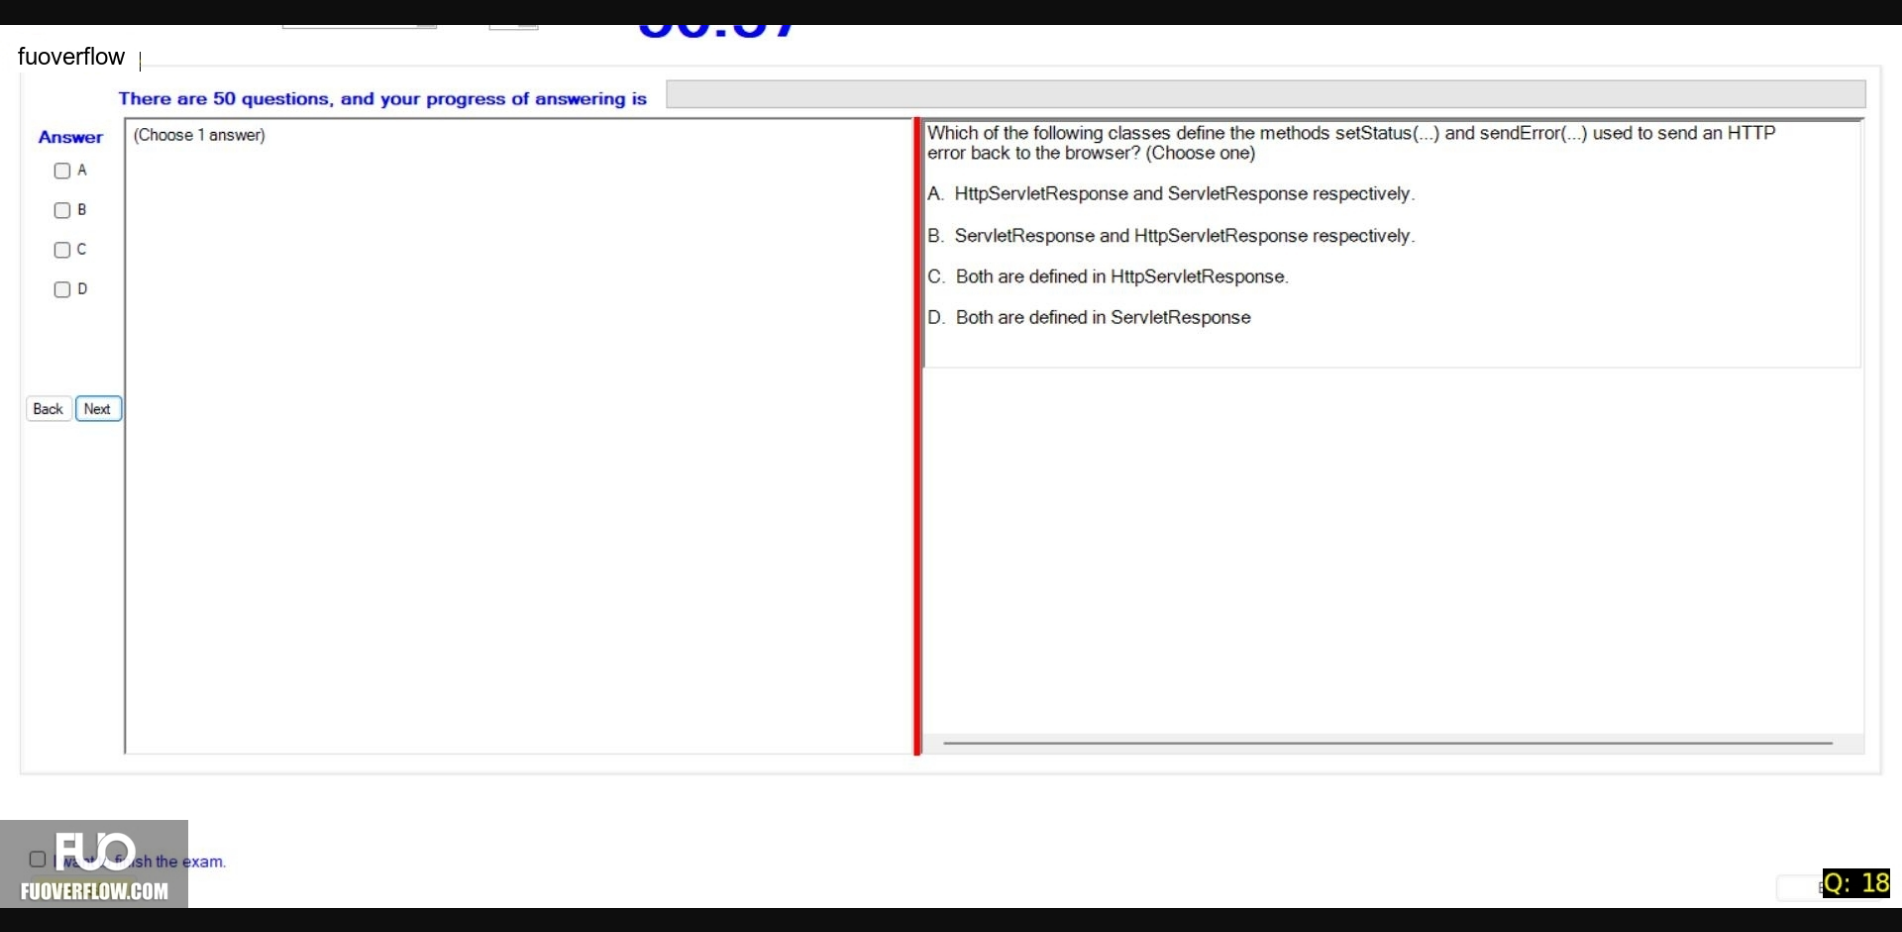 fuoverflow
There are 50 questions, and your progress of answering is
Answer
(Choose 1 answer)
A
B
C
D
Back Next
Which of the following classes define the methods setStatus(...) and sendError(...) used to send an HTTP
error back to the browser? (Choose one)
A. HttpServletResponse and ServletResponse respectively.
B. ServletResponse and HttpServletResponse respectively.
C. Both are defined in HttpServletResponse.
D. Both are defined in ServletResponse
FUO
the exam.
FUOVERFLOW.COM
Q: 18